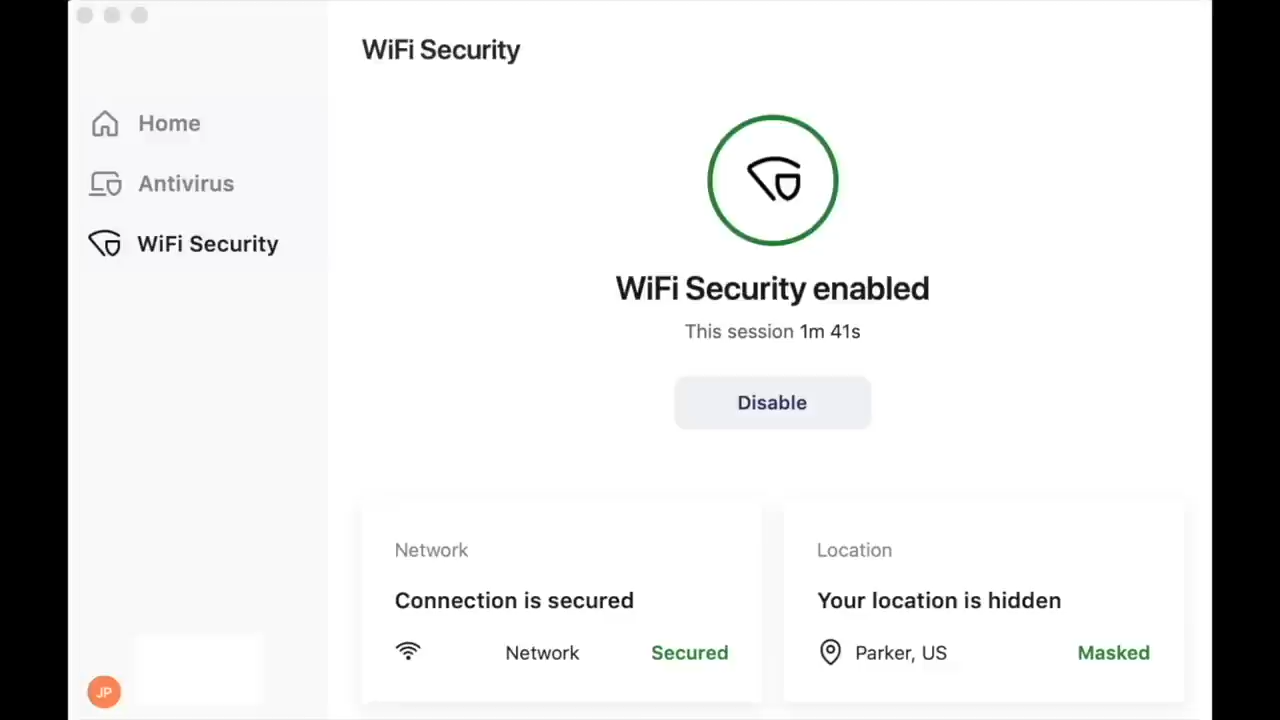 WiFi Security
Home
Antivirus
WiFi Security
WiFi Security enabled
This session 1m 41s
Disable
Network
Connection is secured
Network Secured
Location
Your location is hidden
Parker, US Masked
JP